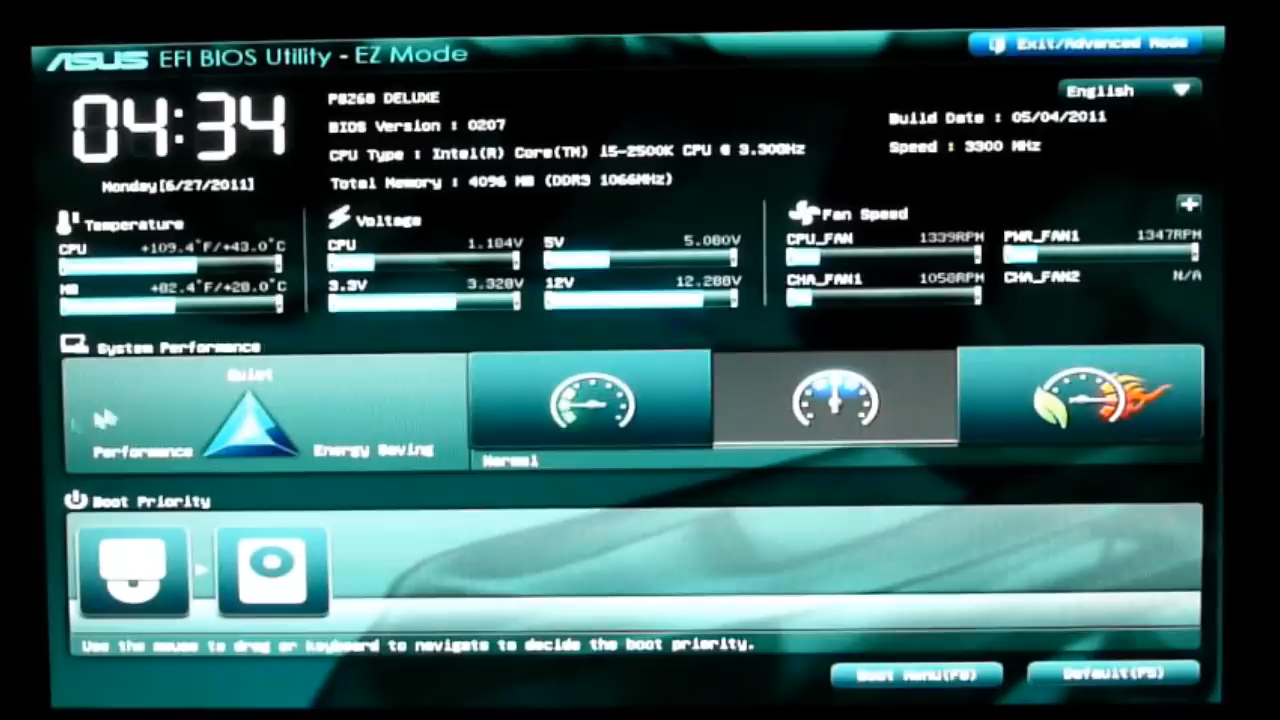 ASUS EFI BIOS Utility - EZ Mode
Exit/Advanced Mode
English
04:34
Monday[6/27/2011]
P8Z68 DELUXE
BIOS Version : 0207
CPU Type : Intel(R) Core(TM) i5-2500K CPU @ 3.30GHz
Total Memory : 4096 MB (DDR3 1066MHz)
Build Date : 05/04/2011
Speed : 3300 MHz
Temperature
CPU +109.4°F/+43.0°C
MB +82.4°F/+28.0°C
Voltage
CPU 1.184V 5V 5.080V
3.3V 3.328V 12V 12.288V
Fan Speed
CPU_FAN 1339RPM PWR_FAN1 1347RPM
CHA_FAN1 1058RPM CHA_FAN2 N/A
System Performance
Quiet
Performance Energy Saving
Normal
Boot Priority
Use the mouse to drag or keyboard to navigate to decide the boot priority.
Boot Menu(F8) Default(F5)